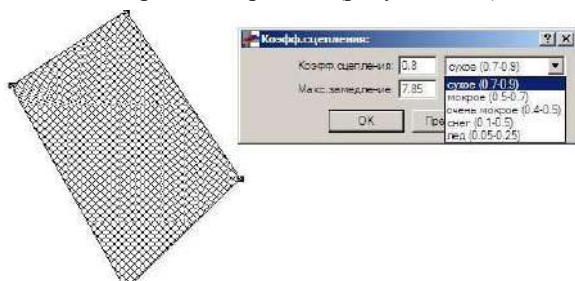 Коэфф.сцепления:
Коэфф.сцепления: 0,8 сухое (0.7-0.9)
Макс.замедление: 7.85
сухое (0.7-0.9)
мокрое (0.5-0.7)
очень мокрое (0.4-0.5)
снег (0.1-0.5)
лед (0.05-0.25)
OK